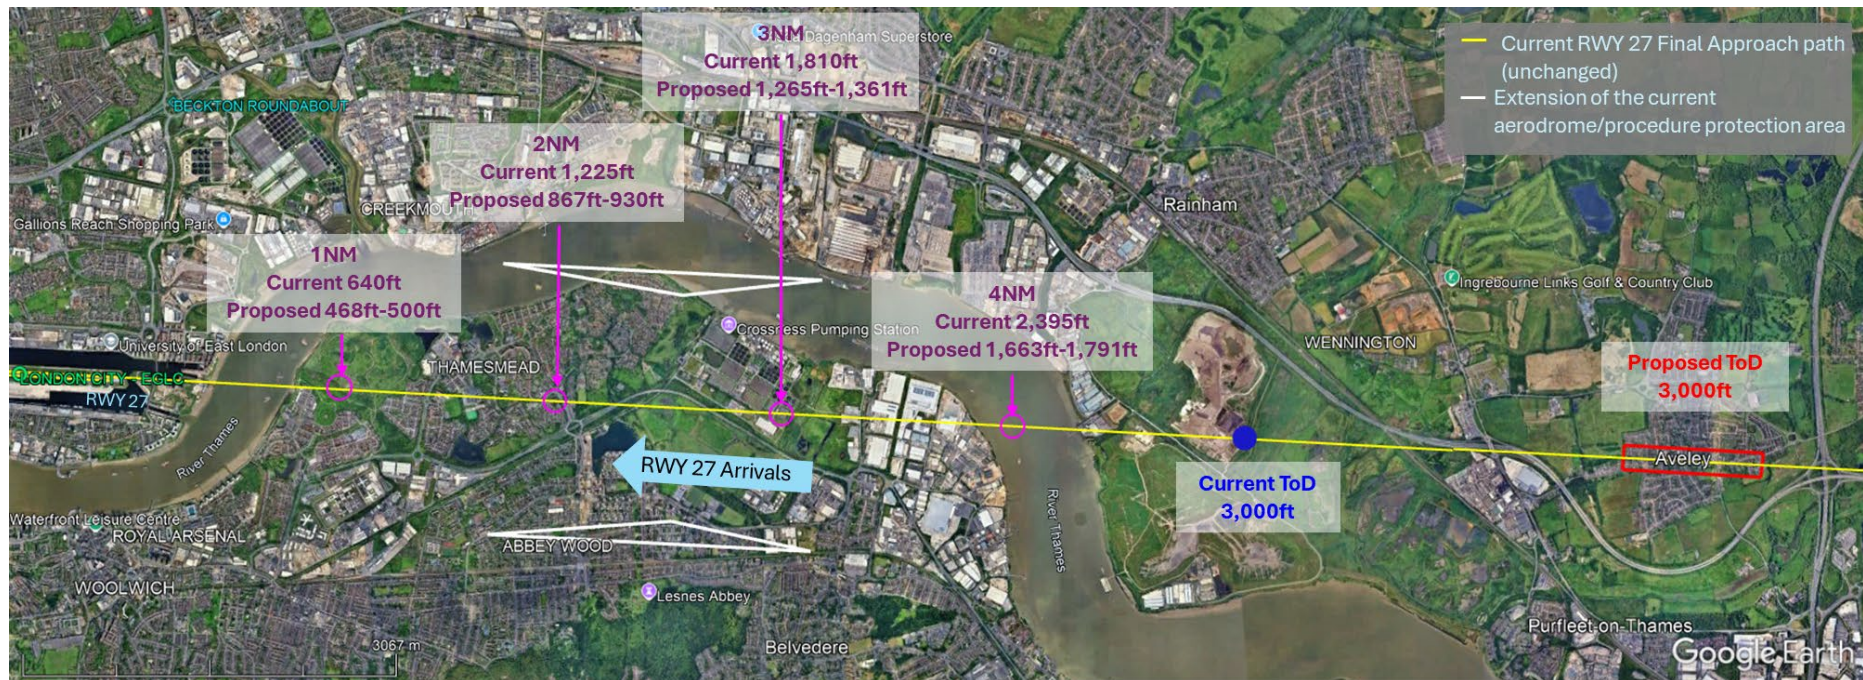 3NM
Current 1,810ft
Proposed 1,265ft-1,361ft
Dagenham Superstore
Current RWY 27 Final Approach path
(unchanged)
Extension of the current
aerodrome/procedure protection area
BECKTON ROUNDABOUT
2NM
Current 1,225ft
Proposed 867ft-930ft
CREEKMOUTH
Rainham
Gallions Reach Shopping Park
1NM
Current 640ft
Proposed 468ft-500ft
4NM
Current 2,395ft
Proposed 1,663ft-1,791ft
Ingrebourne Links Golf & Country Club
Crossness Pumping Station
University of East London
WENNINGTON
THAMESMEAD
Proposed ToD
3,000ft
LONDON CITY - EGLC
RWY 27
River Thames
RWY 27 Arrivals
Aveley
Current ToD
3,000ft
River Thames
Waterfront Leisure Centre
ROYAL ARSENAL
ABBEY WOOD
WOOLWICH
Lesnes Abbey
3067 m
Belvedere
Purfleet-on-Thames
Google Earth